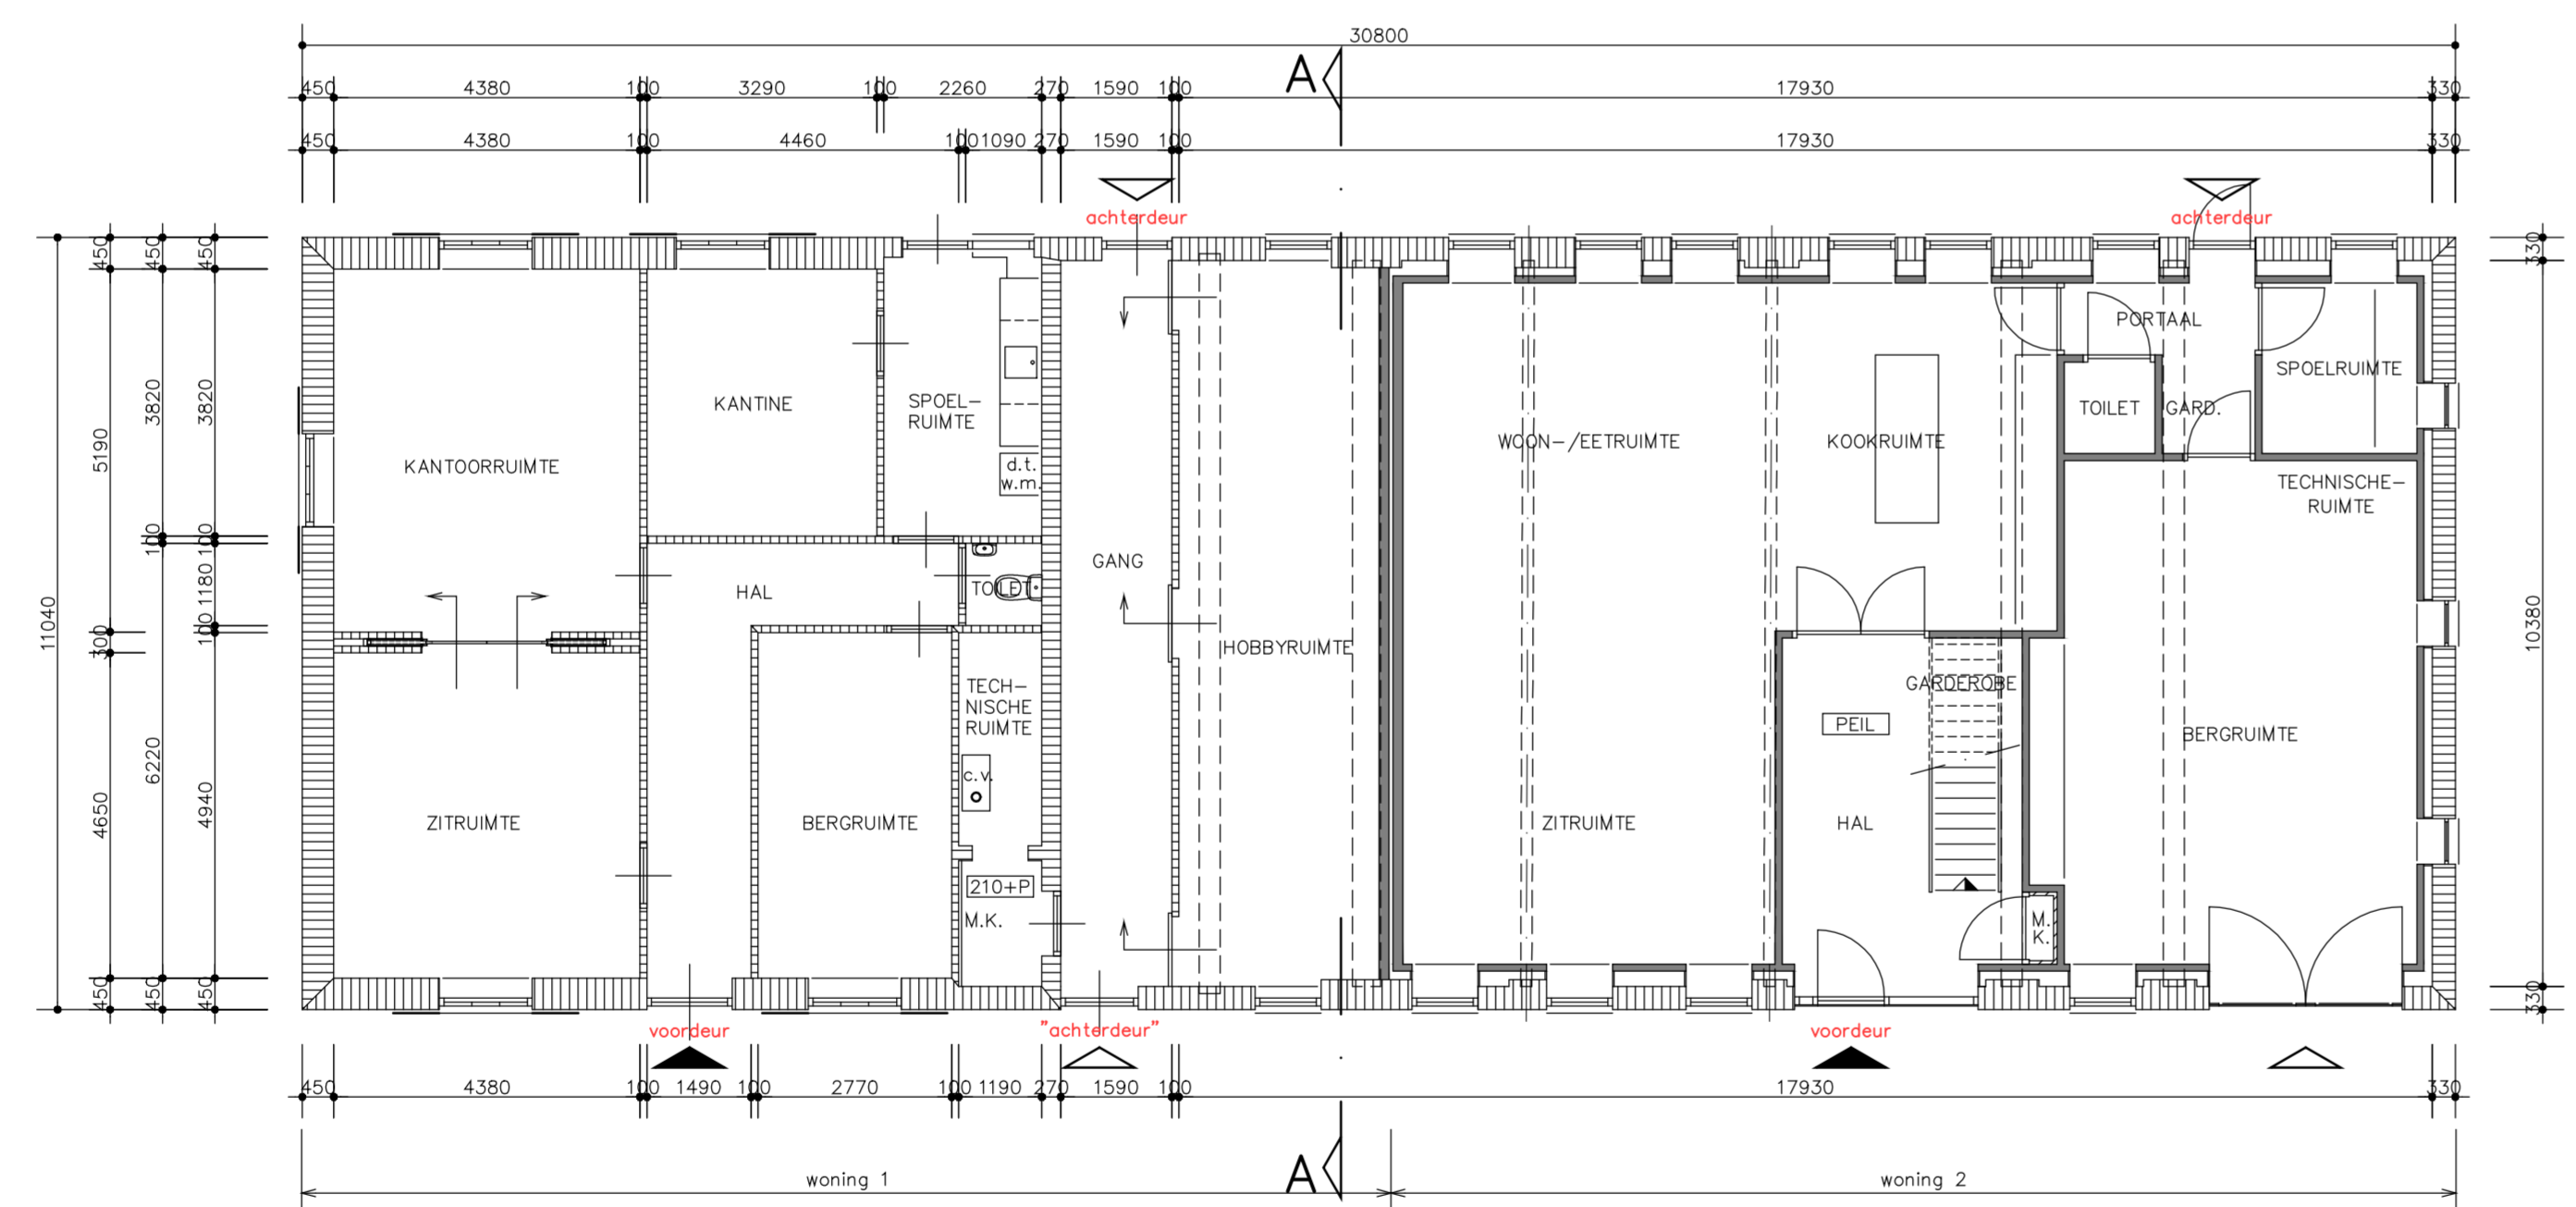 30800
A
450 4380 100 3290 100 2260 270 1590 100 17930 330
450 4380 100 4460 100 1090 270 1590 100 17930 330
achterdeur
achterdeur
450
450
450
330
3820
3820
5190
100
100
1180
100
300
11040
6220
4650
4940
450
450
450
10380
330
PORTAAL
SPOELRUIMTE
KANTINE
SPOEL-
RUIMTE
TOILET
GARD.
WOON-/EETRUIMTE
KOOKRUIMTE
KANTOORRUIMTE
d.t.
w.m.
TECHNISCHE-
RUIMTE
GANG
HAL
TOILET
HOBBYRUIMTE
TECH-
NISCHE
RUIMTE
GARDEROBE
PEIL
BERGRUIMTE
c.v.
ZITRUIMTE
BERGRUIMTE
ZITRUIMTE
HAL
210+P
M.K.
M.
K.
voordeur
"achterdeur"
voordeur
450 4380 100 1490 100 2770 100 1190 270 1590 100 17930 330
A
woning 1
woning 2